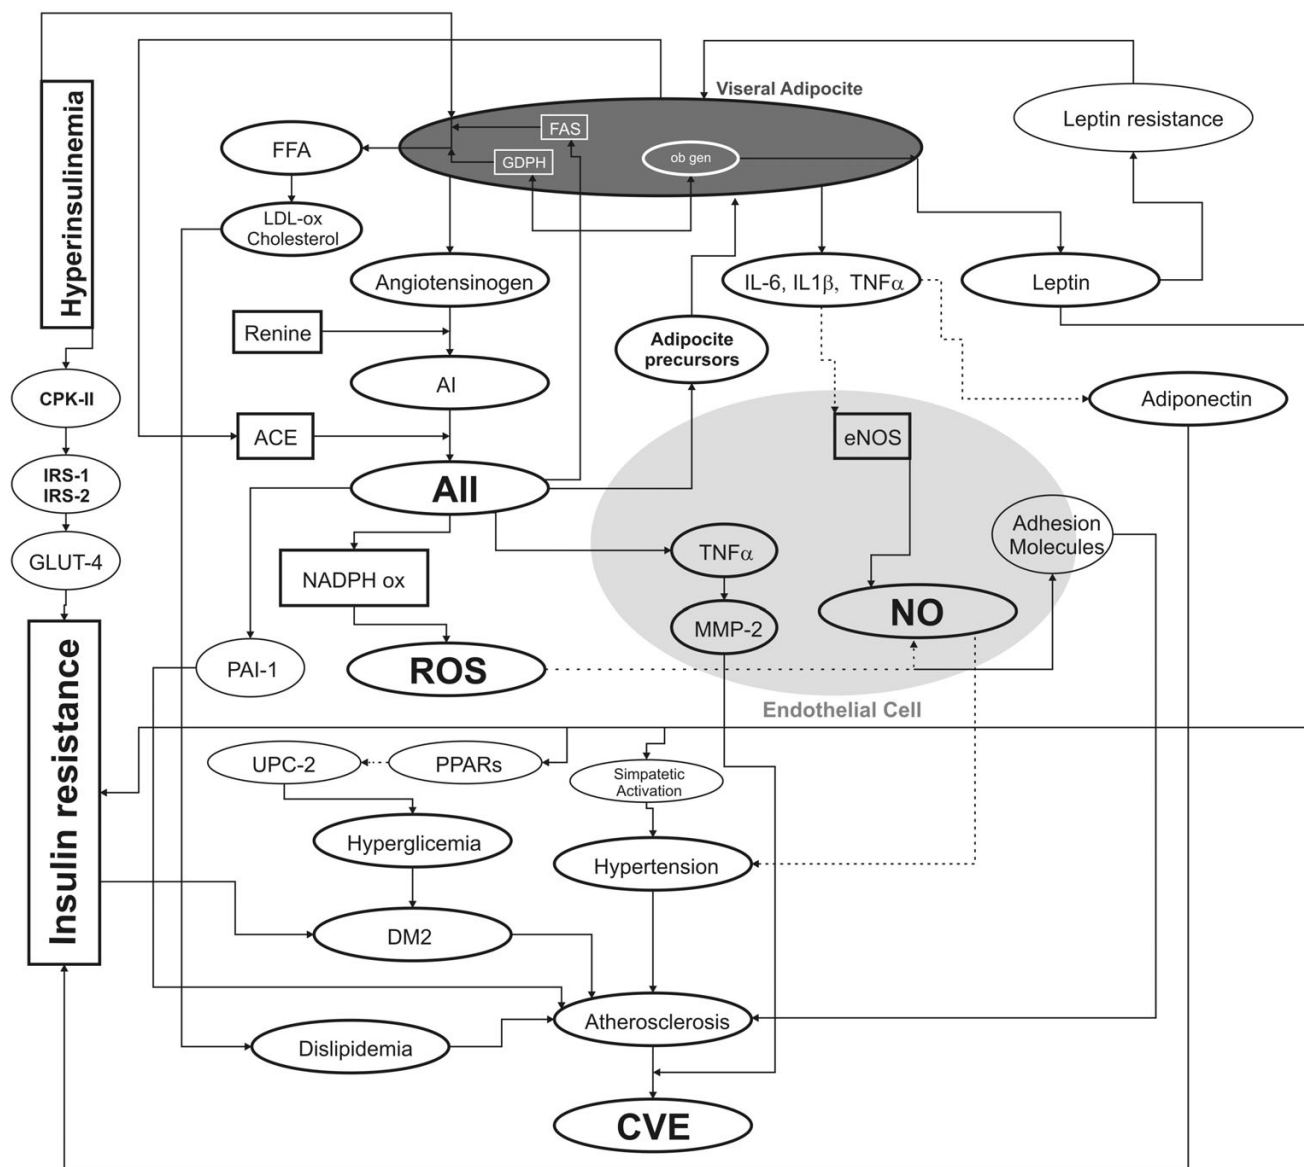 Viseral Adipocite
Leptin resistance
Hyperinsulinemia
FAS
FFA
GDPH
ob gen
LDL-ox
Cholesterol
Angiotensinogen
IL-6, IL1β, TNFα
Leptin
Renine
Adipocite
precursors
AI
CPK-II
Adiponectin
ACE
eNOS
IRS-1
IRS-2
AII
Adhesion
Molecules
TNFα
GLUT-4
NADPH ox
NO
MMP-2
PAI-1
ROS
Endothelial Cell
Insulin resistance
UPC-2
PPARs
Simpatetic
Activation
Hyperglicemia
Hypertension
DM2
Atherosclerosis
Dislipidemia
CVE